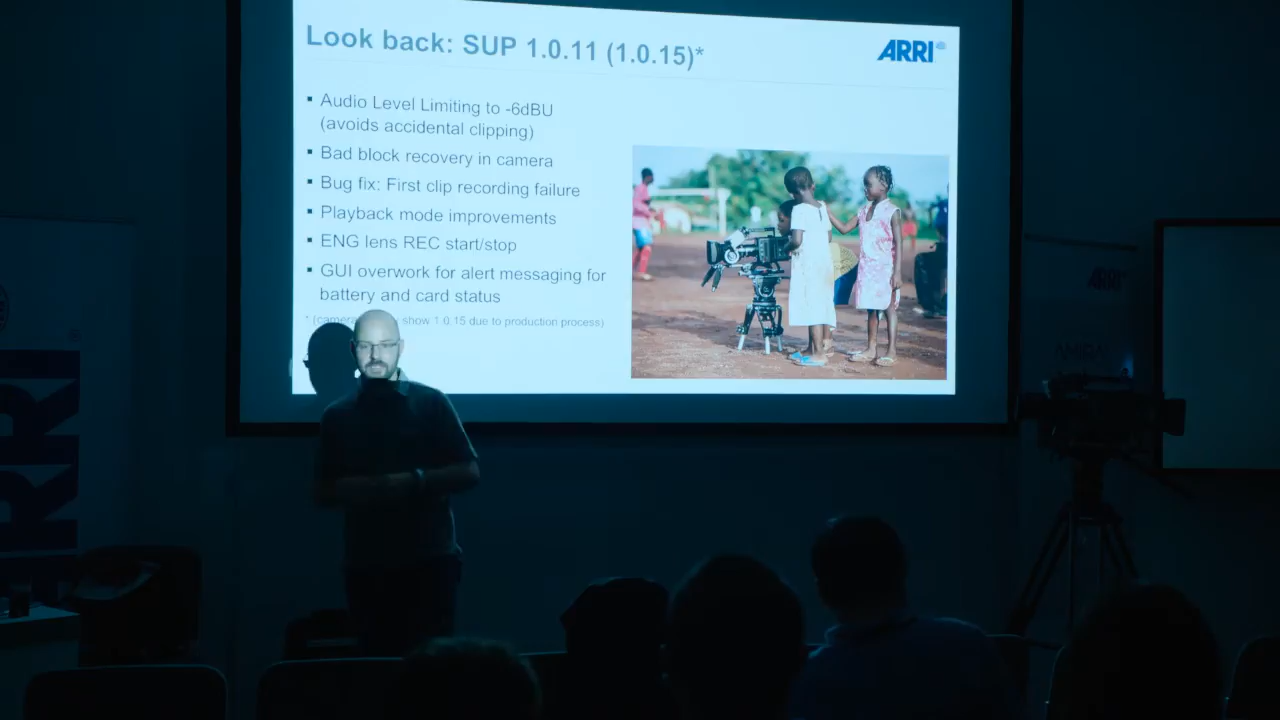 Look back: SUP 1.0.11 (1.0.15)*
ARRI
▪ Audio Level Limiting to -6dBU
(avoids accidental clipping)
▪ Bad block recovery in camera
▪ Bug fix: First clip recording failure
▪ Playback mode improvements
▪ ENG lens REC start/stop
▪ GUI overwork for alert messaging for
battery and card status
* (camera show 1.0.15 due to production process)
ARRI
ARRI